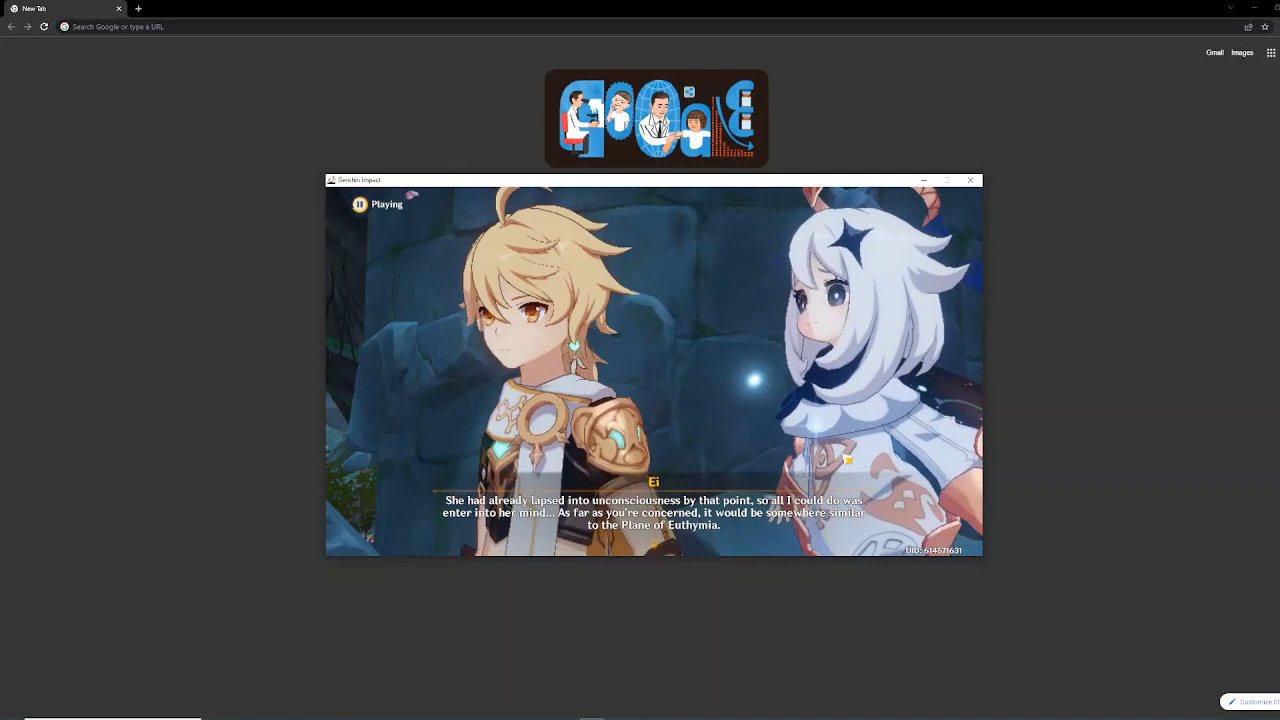 New Tab
Search Google or type a URL
Gmail Images
Google
Genshin Impact
Playing
Ei
She had already lapsed into unconsciousness by that point, so all I could do was
enter into her mind... As far as you're concerned, it would be somewhere similar
to the Plane of Euthymia.
UID: 614571631
Customize C